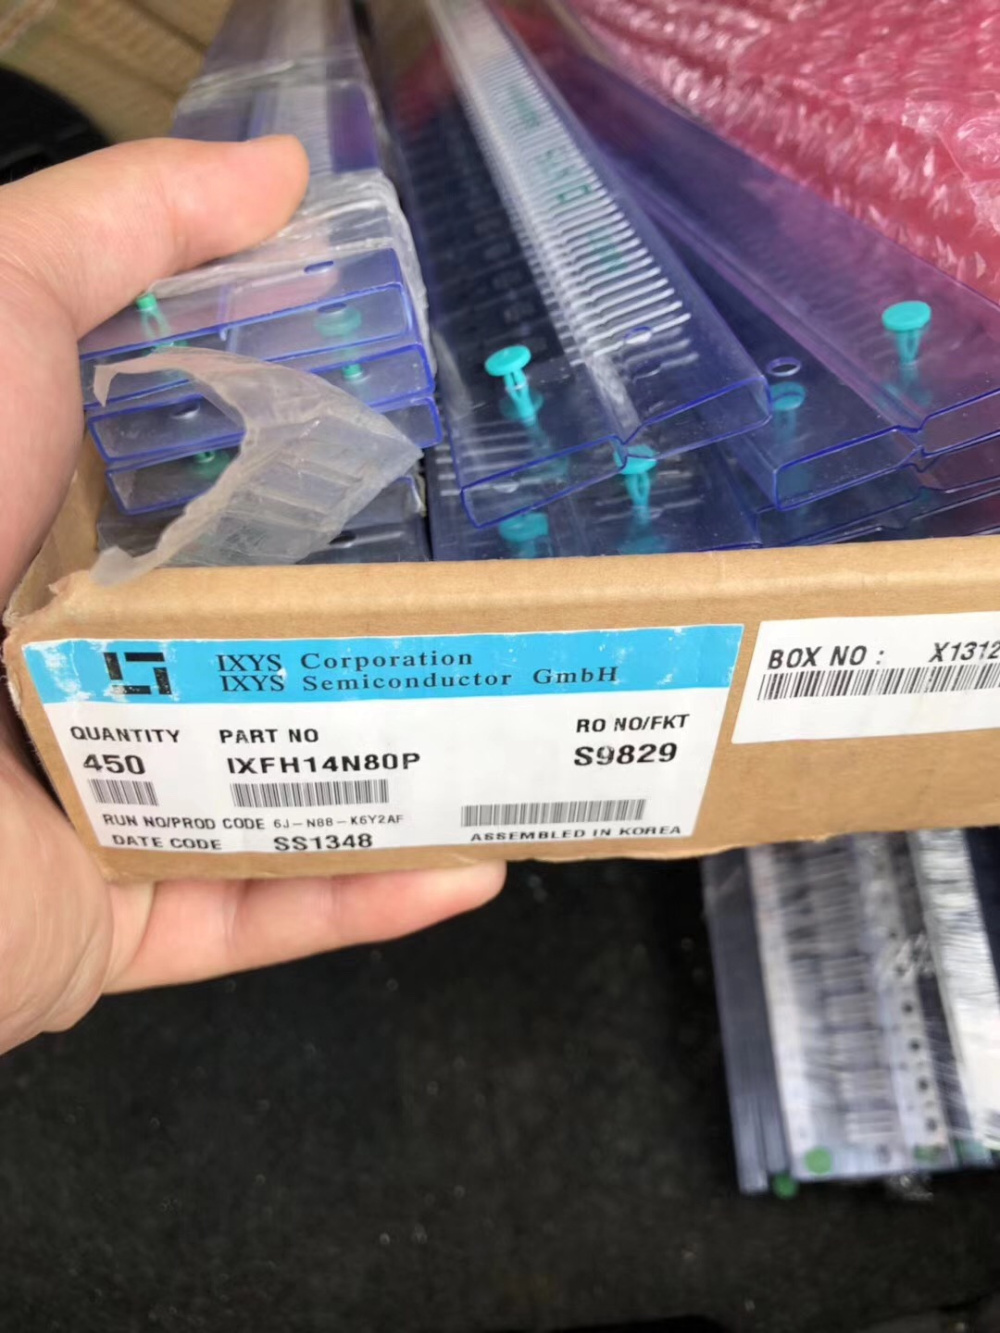 IXYS Corporation
IXYS Semiconductor GmbH
QUANTITY
450
PART NO
IXFH14N80P
RO NO/FKT
S9829
RUN NO/PROD CODE 6J-N88-K6Y2AF
DATE CODE SS1348
ASSEMBLED IN KOREA
BOX NO : X1312